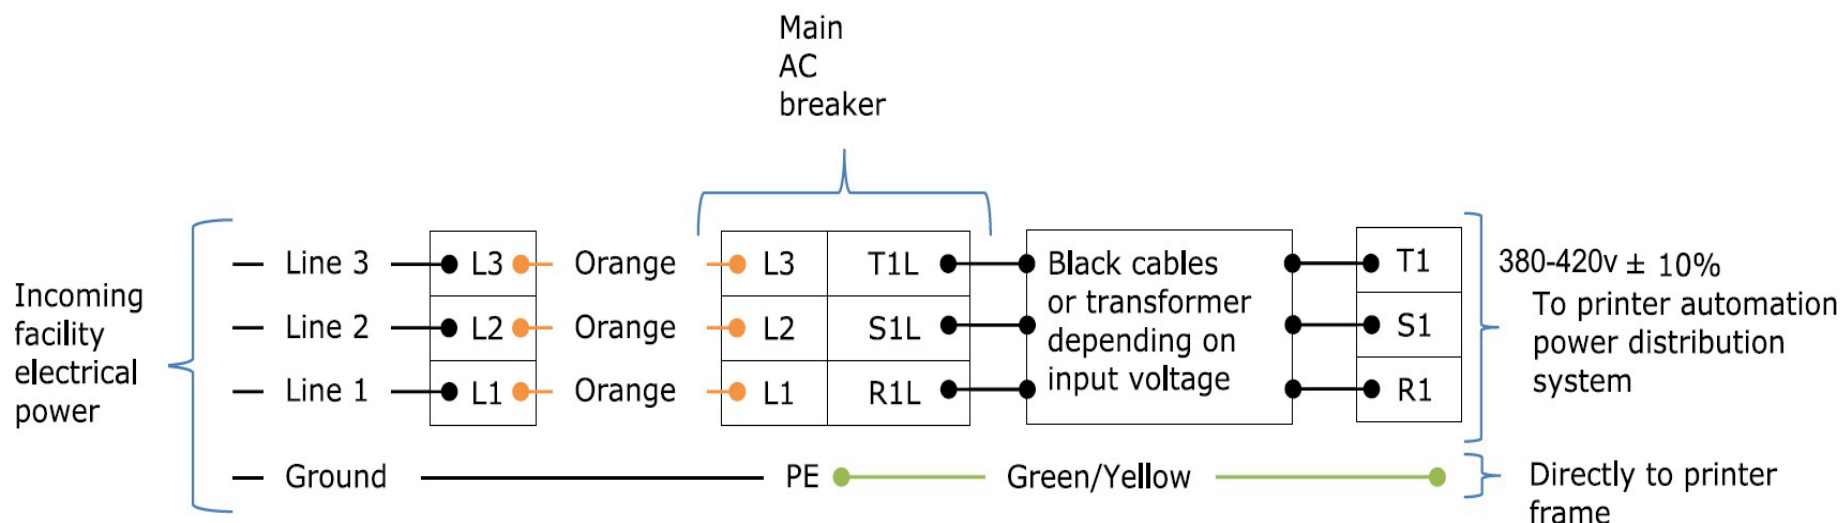 Main
AC
breaker
Incoming
facility
electrical
power
Line 3 L3 Orange L3 T1L
Line 2 L2 Orange L2 S1L
Line 1 L1 Orange L1 R1L
Black cables
or transformer
depending on
input voltage
T1
S1
R1
380-420v ± 10%
To printer automation
power distribution
system
Ground PE Green/Yellow
Directly to printer
frame